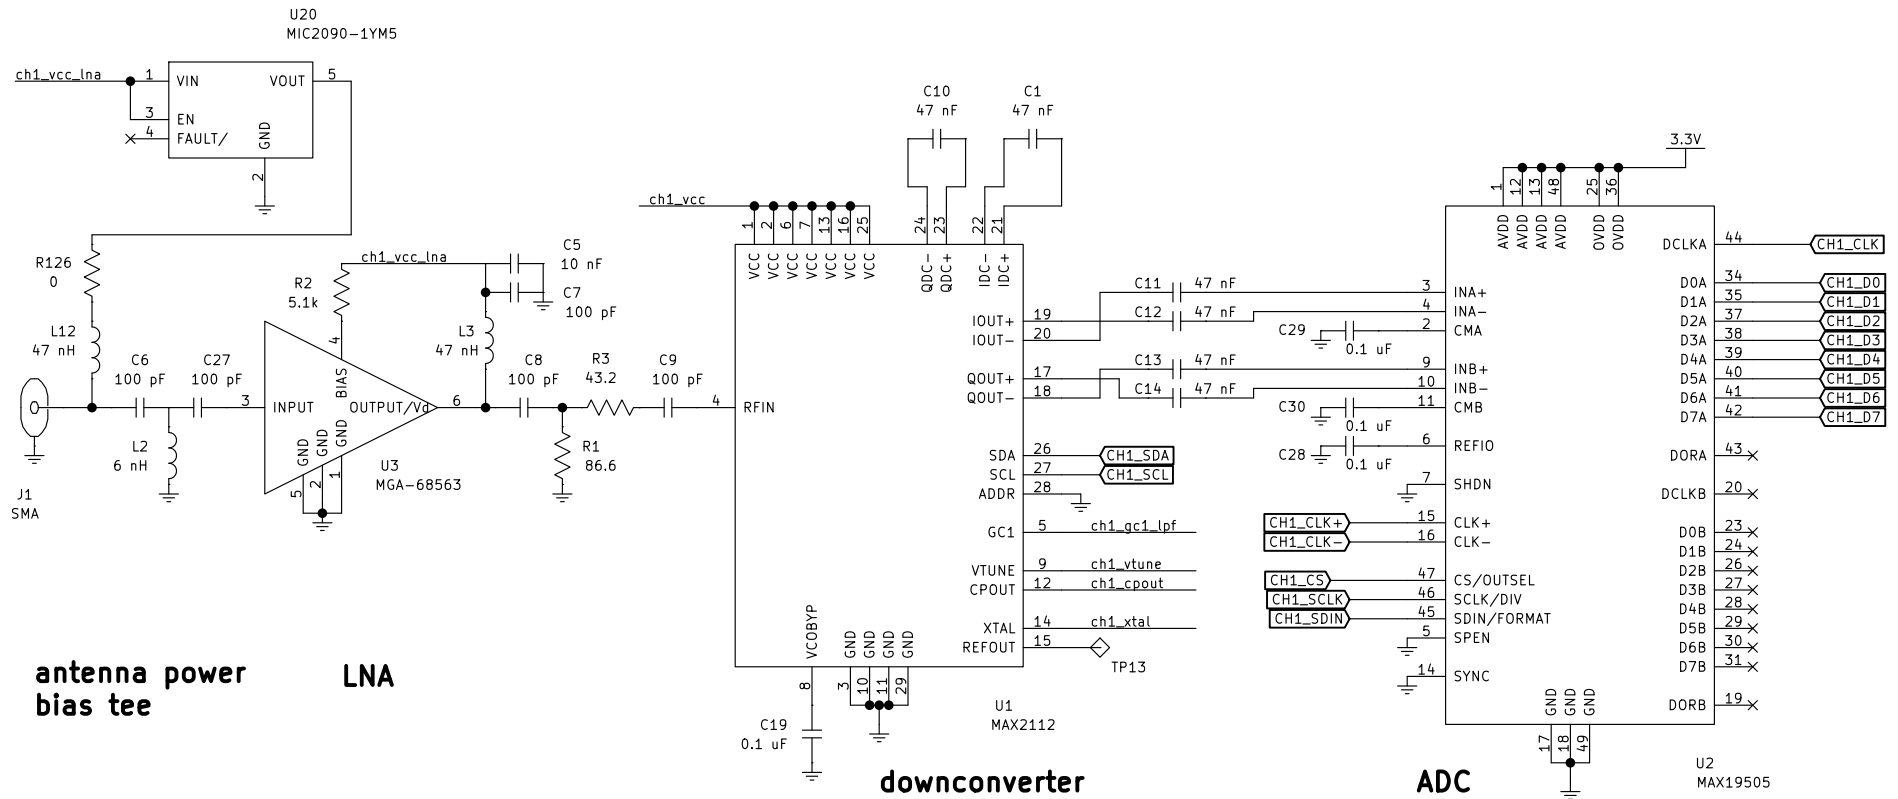 U20
MIC2090-1YM5
ch1_vcc_lna
1 VIN
VOUT 5
3 EN
4 FAULT/
GND
2
R126
0
L12
47 nH
C6
100 pF
C27
100 pF
L2
6 nH
J1
SMA
ch1_vcc_lna
R2
5.1k
4
BIAS
3 INPUT
OUTPUT/Vd 6
GND GND GND
5 2 1
U3
MGA-68563
C5
10 nF
C7
100 pF
L3
47 nH
C8
100 pF
R3
43.2
C9
100 pF
R1
86.6
antenna power
bias tee
LNA
C10
47 nF
C1
47 nF
ch1_vcc
1 2 6 7 13 16 25
VCC VCC VCC VCC VCC VCC VCC
24 23 22 21
QDC- QDC+ IDC- IDC+
4 RFIN
IOUT+ 19
IOUT- 20
QOUT+ 17
QOUT- 18
SDA 26 CH1_SDA
SCL 27 CH1_SCL
ADDR 28
GC1 5 ch1_gc1_lpf
VTUNE 9 ch1_vtune
CPOUT 12 ch1_cpout
XTAL 14 ch1_xtal
REFOUT 15
TP13
VCOBYP
8
GND GND GND GND
3 10 11 29
C19
0.1 uF
U1
MAX2112
downconverter
C11 47 nF
C12 47 nF
C29
0.1 uF
C13 47 nF
C14 47 nF
C30
0.1 uF
C28
0.1 uF
3.3V
1 12 13 48 25 36
AVDD AVDD AVDD AVDD OVDD OVDD
3 INA+
4 INA-
2 CMA
9 INB+
10 INB-
11 CMB
6 REFIO
7 SHDN
CH1_CLK+ 15 CLK+
CH1_CLK- 16 CLK-
CH1_CS 47 CS/OUTSEL
CH1_SCLK 46 SCLK/DIV
CH1_SDIN 45 SDIN/FORMAT
5 SPEN
14 SYNC
GND GND GND
17 18 49
DCLKA 44 CH1_CLK
D0A 34 CH1_D0
D1A 35 CH1_D1
D2A 37 CH1_D2
D3A 38 CH1_D3
D4A 39 CH1_D4
D5A 40 CH1_D5
D6A 41 CH1_D6
D7A 42 CH1_D7
DORA 43
DCLKB 20
D0B 23
D1B 24
D2B 26
D3B 27
D4B 28
D5B 29
D6B 30
D7B 31
DORB 19
U2
MAX19505
ADC